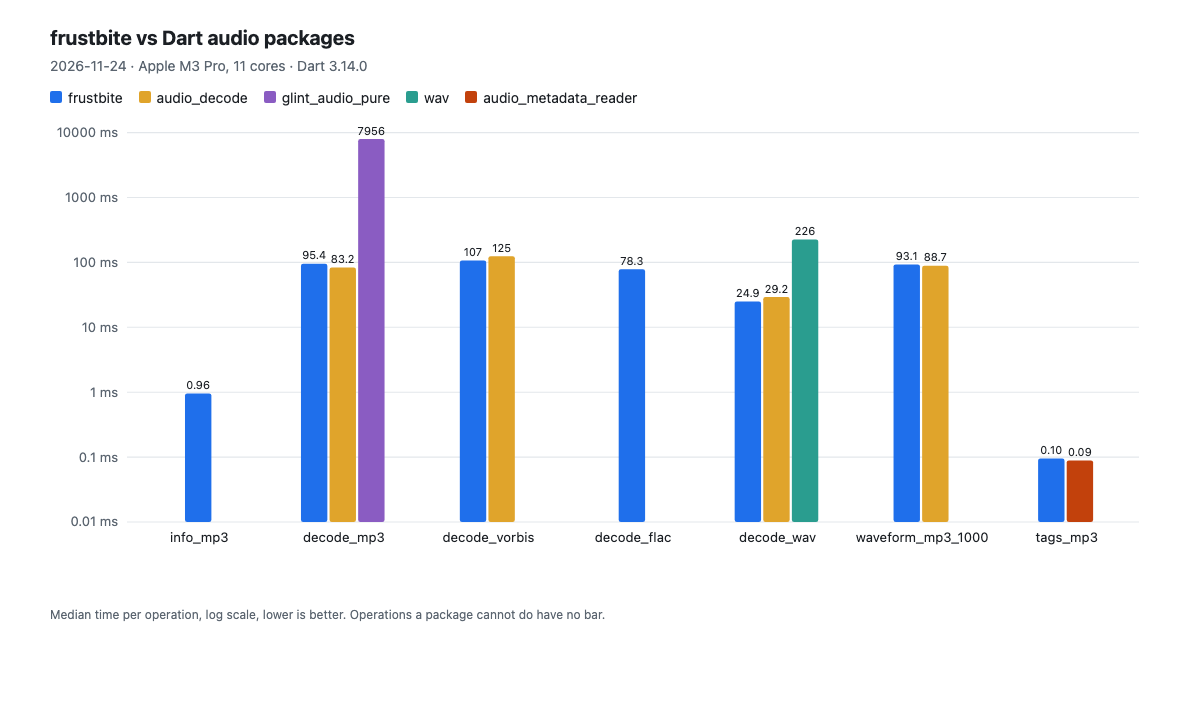 frustbite vs Dart audio packages
2026-11-24 · Apple M3 Pro, 11 cores · Dart 3.14.0
frustbite audio_decode glint_audio_pure wav audio_metadata_reader
10000 ms
1000 ms
100 ms
10 ms
1 ms
0.1 ms
0.01 ms
0.96
95.4 83.2 7956
107 125
78.3
24.9 29.2 226
93.1 88.7
0.10 0.09
info_mp3 decode_mp3 decode_vorbis decode_flac decode_wav waveform_mp3_1000 tags_mp3
Median time per operation, log scale, lower is better. Operations a package cannot do have no bar.